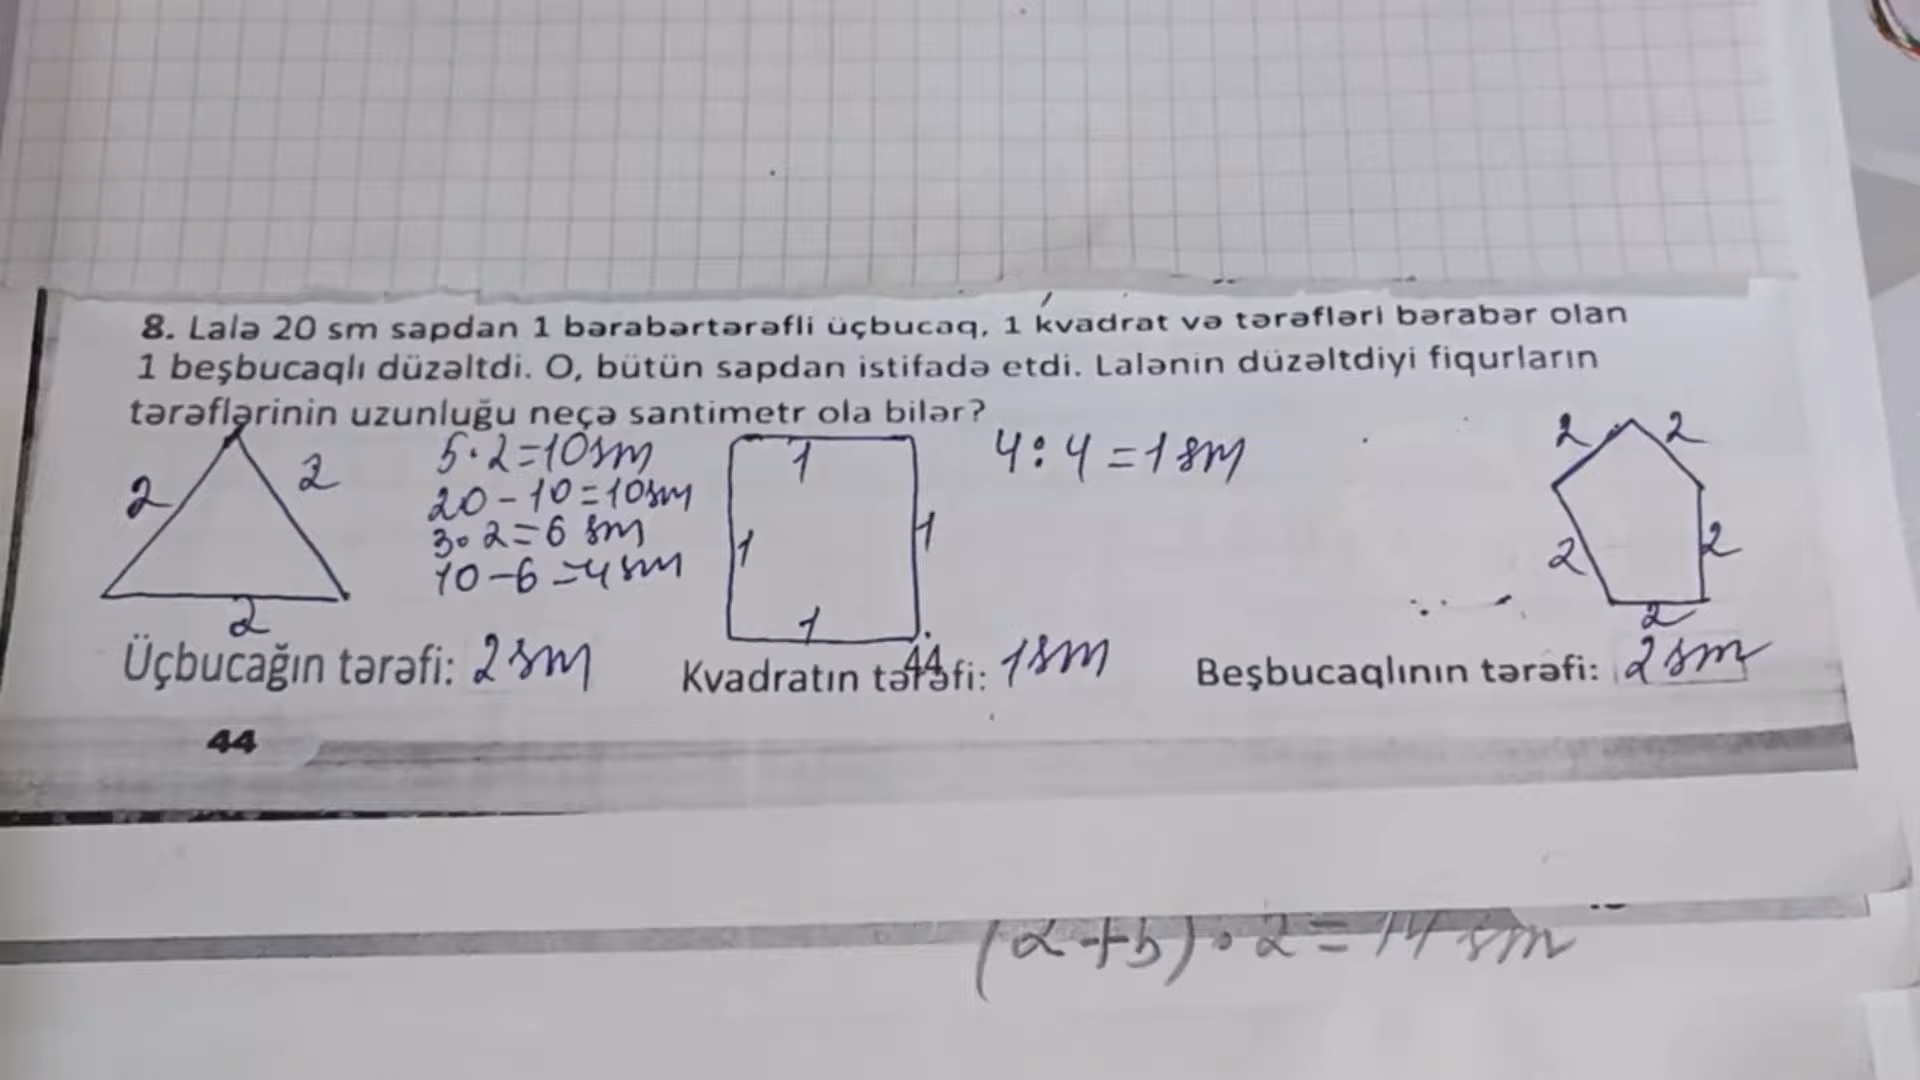 8. Lalə 20 sm sapdan 1 bərabərtərəfli üçbucaq, 1 kvadrat və tərəfləri bərabər olan
1 beşbucaqlı düzəltdi. O, bütün sapdan istifadə etdi. Lalənin düzəltdiyi fiqurların
tərəflərinin uzunluğu neçə santimetr ola bilər?
2 2
2
5·2=10sm
20-10=10sm
3·2=6 sm
10-6=4sm
1
1 1
1
4:4=1sm
2 2
2 2
2
Üçbucağın tərəfi: 2sm
Kvadratın tərəfi: 1sm
44
Beşbucaqlının tərəfi: 2sm
44
(a+b)·2=14 sm